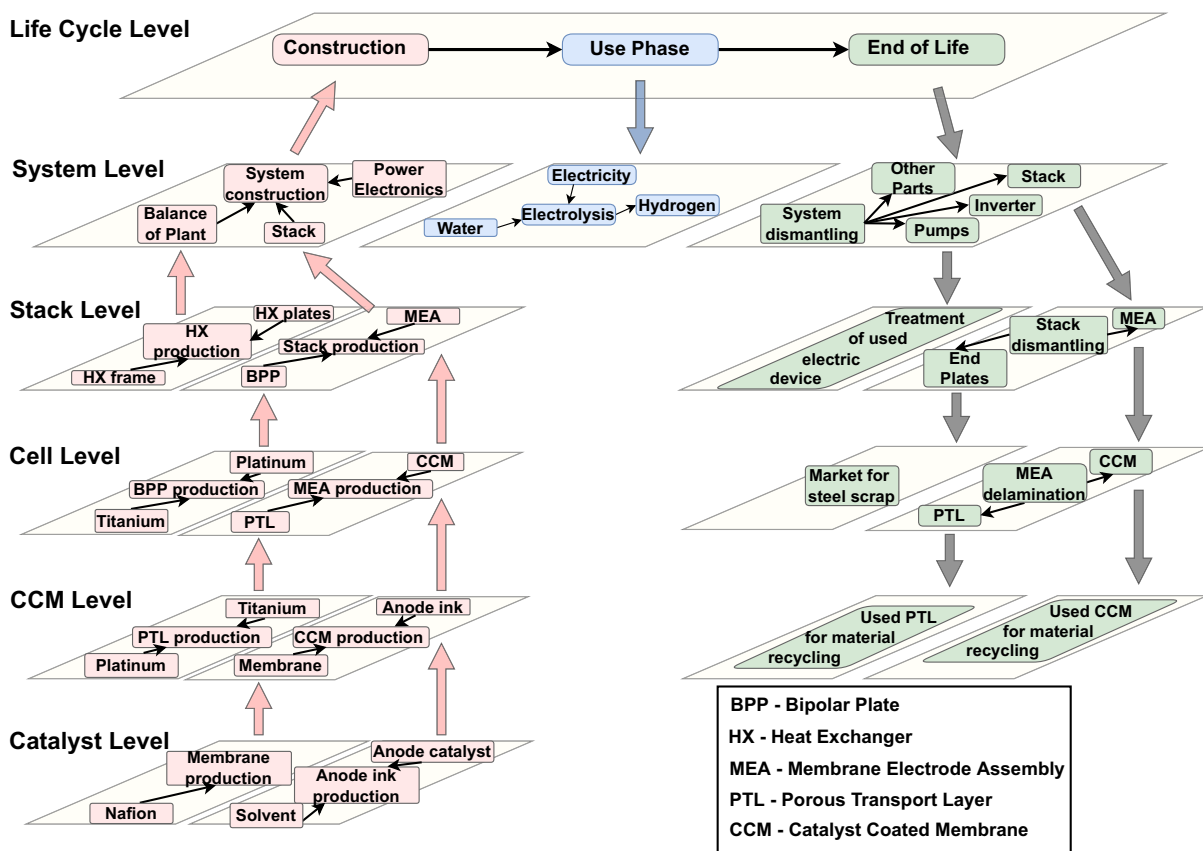 Life Cycle Level
Construction
Use Phase
End of Life
System Level
System
construction
Power
Electronics
Balance
of Plant
Stack
Electricity
Electrolysis
Hydrogen
Water
Other
Parts
Stack
System
dismantling
Inverter
Pumps
Stack Level
HX plates
HX
production
HX frame
MEA
Stack production
BPP
Treatment
of used
electric
device
MEA
Stack
dismantling
End
Plates
Cell Level
Platinum
BPP production
Titanium
CCM
MEA production
PTL
Market for
steel scrap
CCM
MEA
delamination
PTL
CCM Level
Titanium
PTL production
Platinum
Anode ink
CCM production
Membrane
Used PTL
for material
recycling
Used CCM
for material
recycling
Catalyst Level
Membrane
production
Nafion
Anode catalyst
Anode ink
production
Solvent
BPP - Bipolar Plate
HX - Heat Exchanger
MEA - Membrane Electrode Assembly
PTL - Porous Transport Layer
CCM - Catalyst Coated Membrane